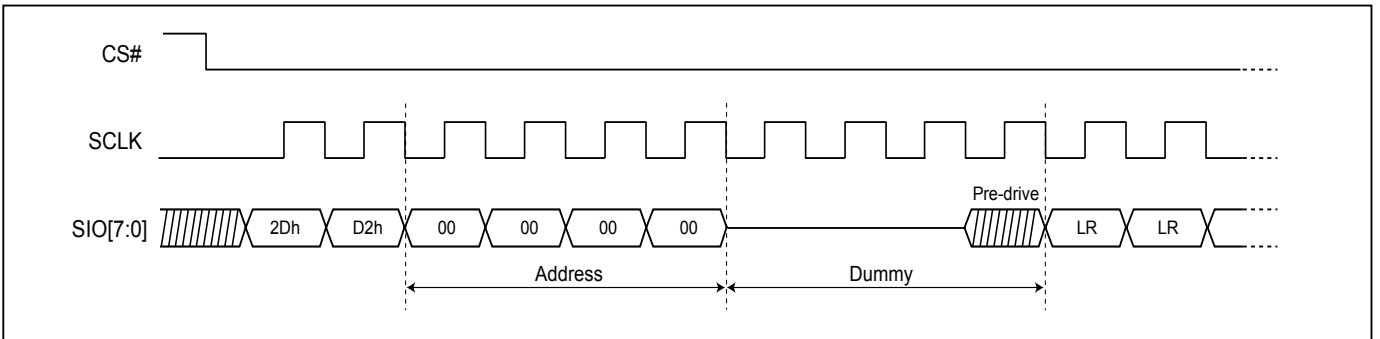 CS#
SCLK
Pre-drive
SIO[7:0] 2Dh D2h 00 00 00 00 LR LR
Address Dummy